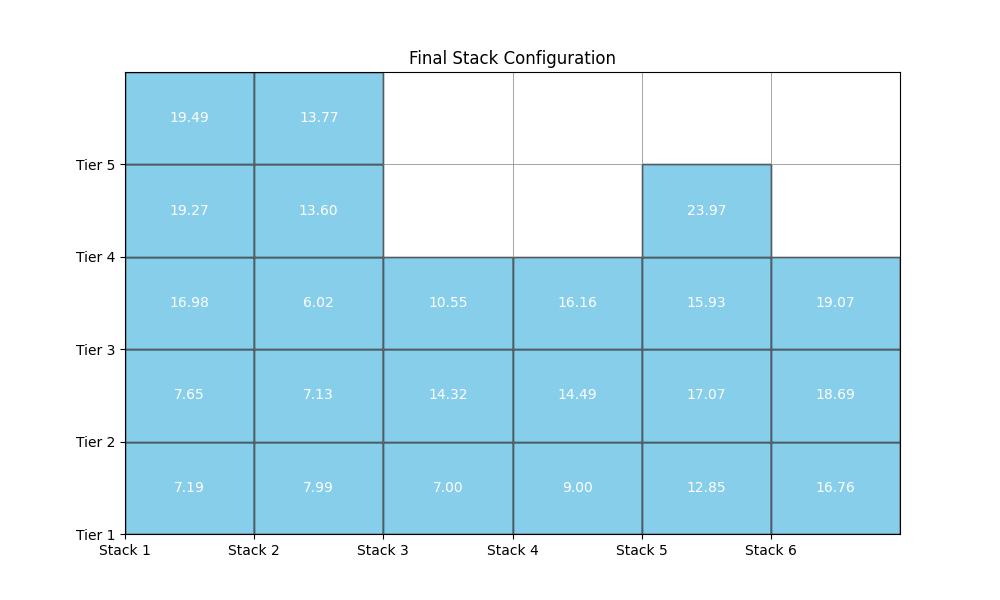 Final Stack Configuration
19.49 13.77
Tier 5
19.27 13.60 23.97
Tier 4
16.98 6.02 10.55 16.16 15.93 19.07
Tier 3
7.65 7.13 14.32 14.49 17.07 18.69
Tier 2
7.19 7.99 7.00 9.00 12.85 16.76
Tier 1
Stack 1 Stack 2 Stack 3 Stack 4 Stack 5 Stack 6